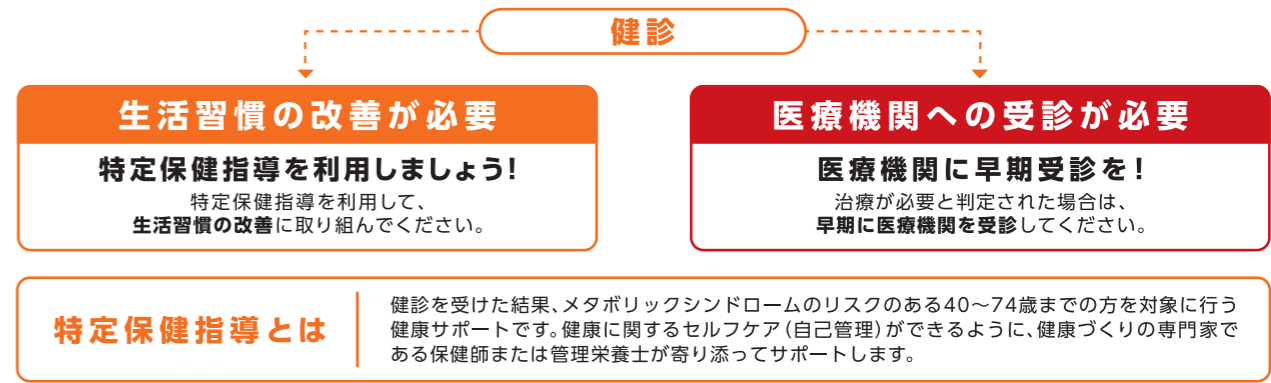 健診
生活習慣の改善が必要
特定保健指導を利用しましょう!
特定保健指導を利用して、
生活習慣の改善に取り組んでください。
医療機関への受診が必要
医療機関に早期受診を!
治療が必要と判定された場合は、
早期に医療機関を受診してください。
特定保健指導とは
健診を受けた結果、メタボリックシンドロームのリスクのある40～74歳までの方を対象に行う
健康サポートです。健康に関するセルフケア(自己管理)ができるように、健康づくりの専門家で
ある保健師または管理栄養士が寄り添ってサポートします。